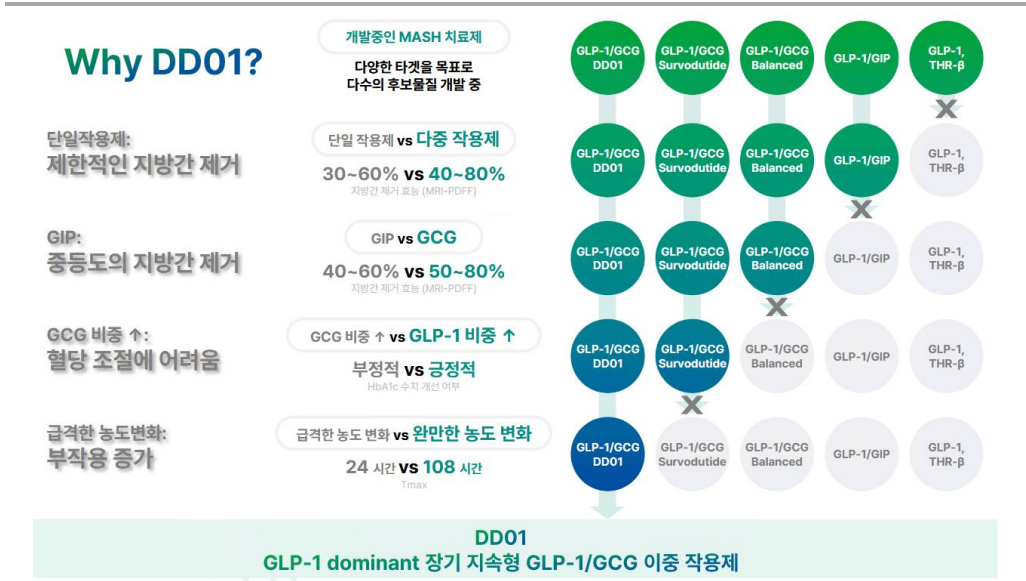 Why DD01?
개발중인 MASH 치료제
다양한 타겟을 목표로
다수의 후보물질 개발 중
GLP-1/GCG
DD01
GLP-1/GCG
Survodutide
GLP-1/GCG
Balanced
GLP-1/GIP
GLP-1,
THR-β
X
단일작용제:
제한적인 지방간 제거
단일 작용제 vs 다중 작용제
30~60% vs 40~80%
지방간 제거 효능 (MRI-PDFF)
GLP-1/GCG
DD01
GLP-1/GCG
Survodutide
GLP-1/GCG
Balanced
GLP-1/GIP
GLP-1,
THR-β
X
GIP:
중등도의 지방간 제거
GIP vs GCG
40~60% vs 50~80%
지방간 제거 효능 (MRI-PDFF)
GLP-1/GCG
DD01
GLP-1/GCG
Survodutide
GLP-1/GCG
Balanced
GLP-1/GIP
GLP-1,
THR-β
X
GCG 비중 ↑:
혈당 조절에 어려움
GCG 비중 ↑ vs GLP-1 비중 ↑
부정적 vs 긍정적
HbA1c 수치 개선 여부
GLP-1/GCG
DD01
GLP-1/GCG
Survodutide
GLP-1/GCG
Balanced
GLP-1/GIP
GLP-1,
THR-β
X
급격한 농도변화:
부작용 증가
급격한 농도 변화 vs 완만한 농도 변화
24 시간 vs 108 시간
Tmax
GLP-1/GCG
DD01
GLP-1/GCG
Survodutide
GLP-1/GCG
Balanced
GLP-1/GIP
GLP-1,
THR-β
DD01
GLP-1 dominant 장기 지속형 GLP-1/GCG 이중 작용제